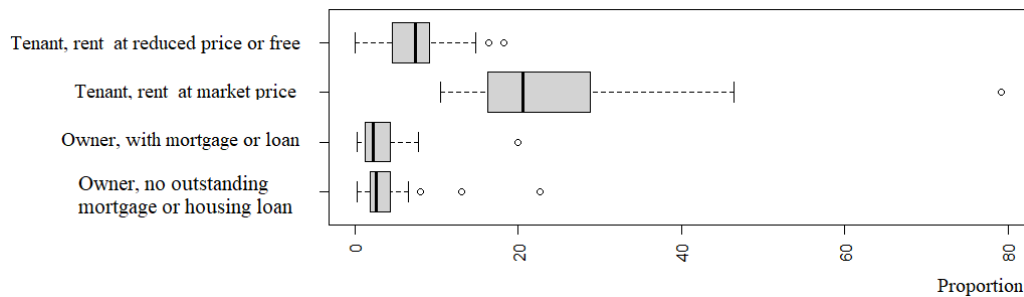 Tenant, rent at reduced price or free
Tenant, rent at market price
Owner, with mortgage or loan
Owner, no outstanding
mortgage or housing loan
0
20
40
60
80
Proportion